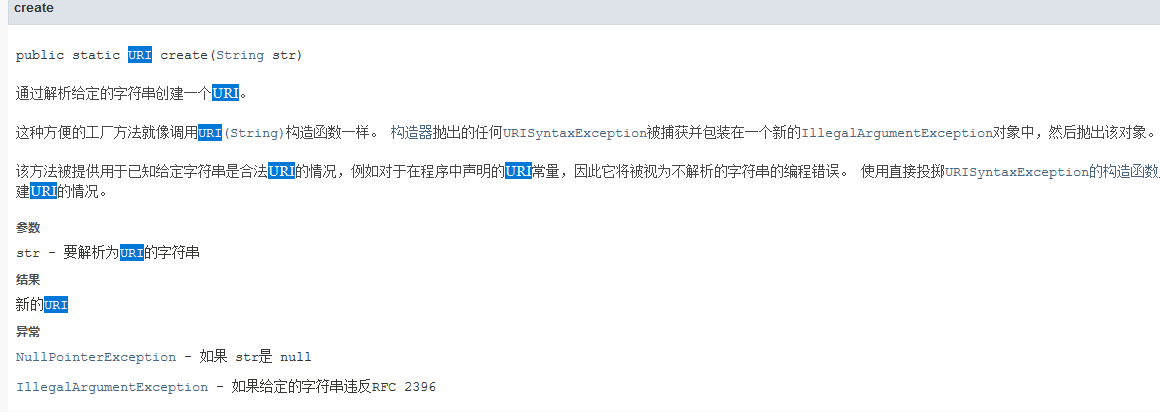 create
public static URI create(String str)
通过解析给定的字符串创建一个URI。
这种方便的工厂方法就像调用URI(String)构造函数一样。 构造器抛出的任何URISyntaxException被捕获并包装在一个新的IllegalArgumentException对象中，然后抛出该对象。
该方法被提供用于已知给定字符串是合法URI的情况，例如对于在程序中声明的URI常量，因此它将被视为不解析的字符串的编程错误。 使用直接投掷URISyntaxException的构造函数
建URI的情况。
参数
str - 要解析为URI的字符串
结果
新的URI
异常
NullPointerException - 如果 str是 null
IllegalArgumentException - 如果给定的字符串违反RFC 2396